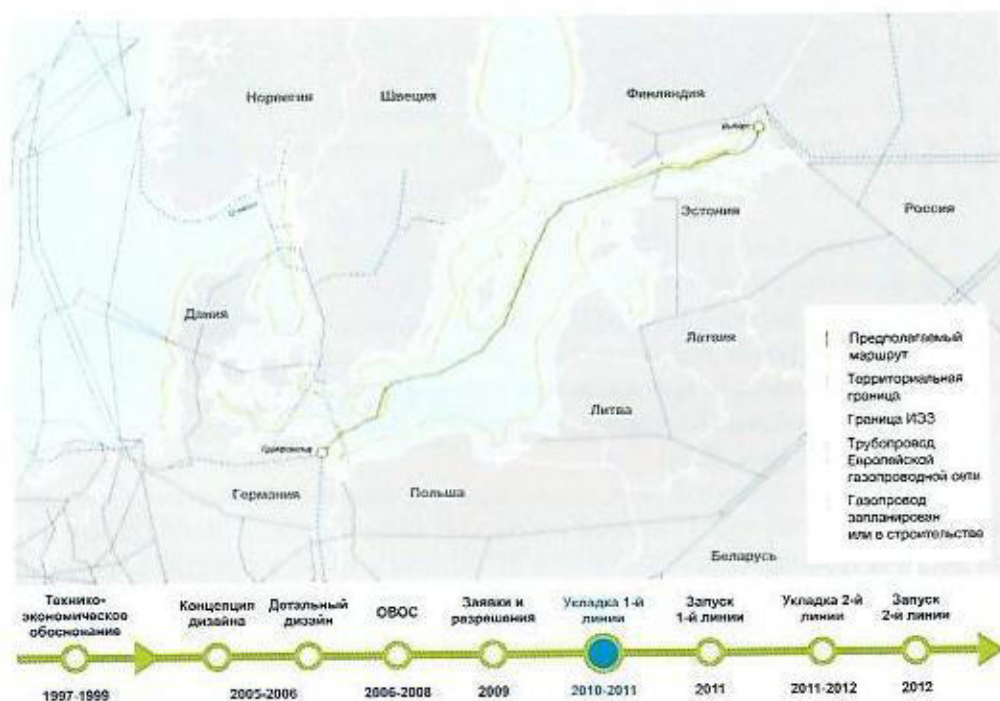 Норвегия
Швеция
Финляндия
Выборг
Эстония
Россия
Дания
Латвия
Литва
Грайфсвальд
Германия
Польша
Беларусь
Предполагаемый
маршрут
Территориальная
граница
Граница ИЭЗ
Трубопровод
Европейской
газопроводной сети
Газопровод
запланирован
или в строительстве
Технико-
экономическое
обоснование
Концепция
дизайна
Детальный
дизайн
ОВОС
Заявки и
разрешения
Укладка 1-й
линии
Запуск
1-й линии
Укладка 2-й
линии
Запуск
2-й линии
1997-1999
2005-2006
2006-2008
2009
2010-2011
2011
2011-2012
2012